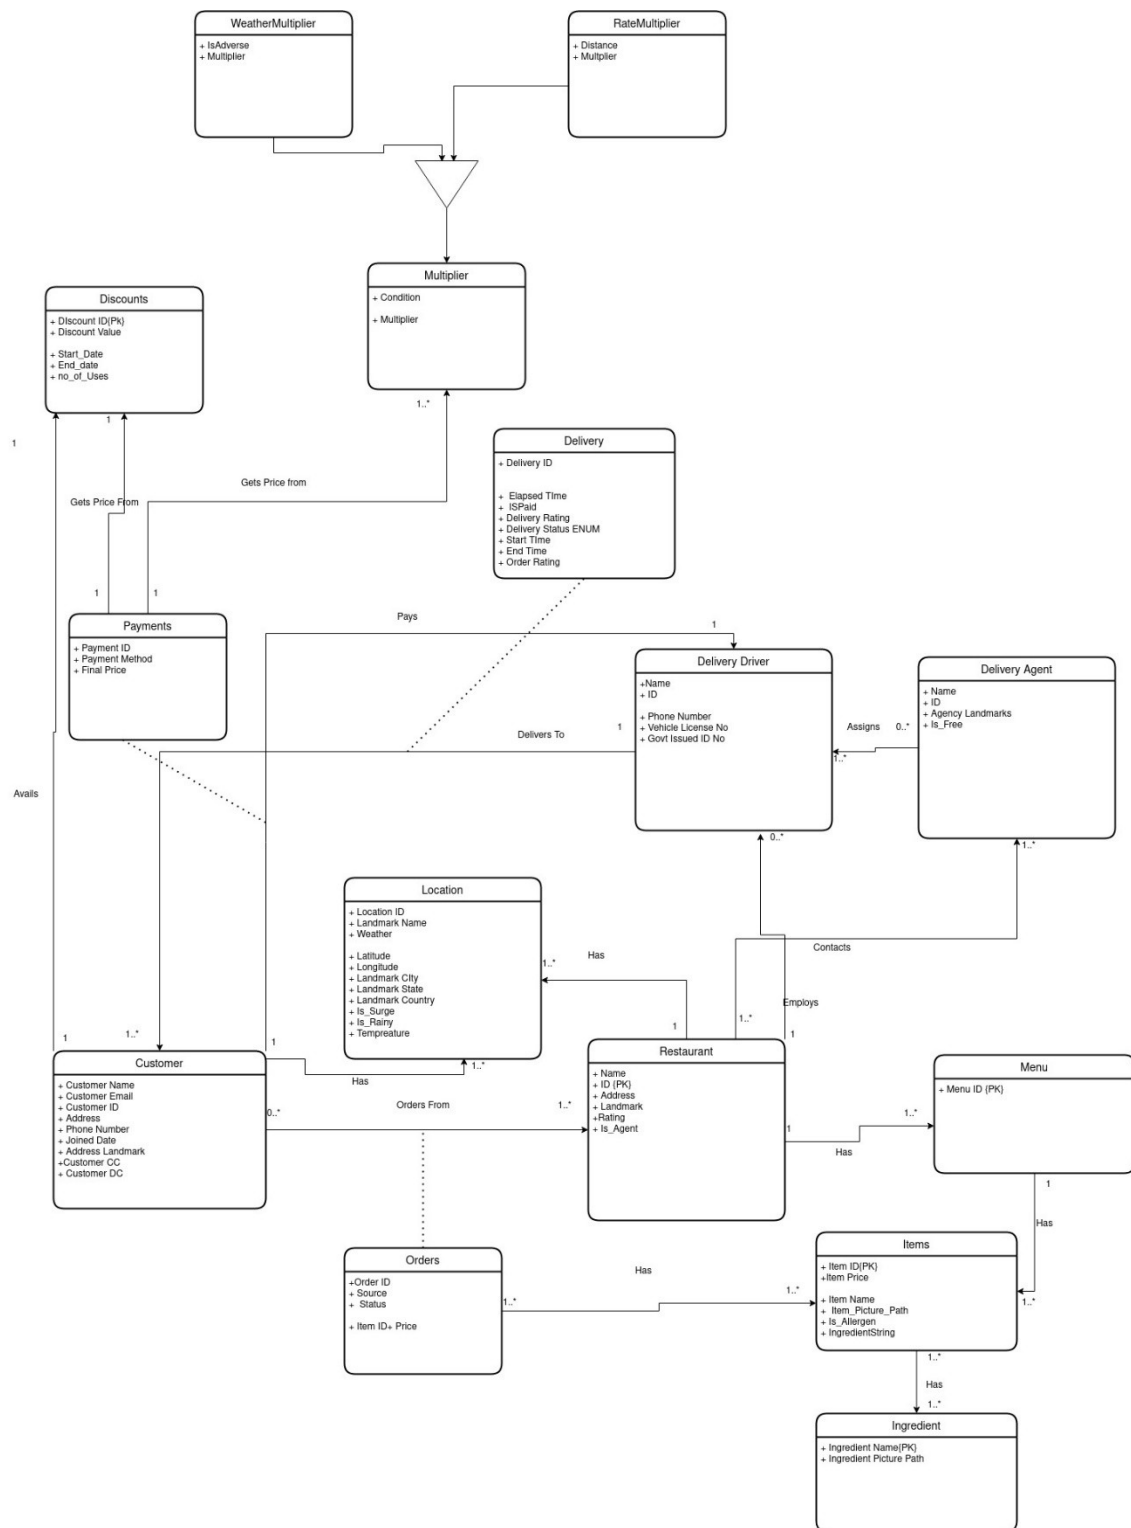 WeatherMultiplier
+ IsAdverse
+ Multiplier
RateMultiplier
+ Distance
+ Multplier
Multiplier
+ Condition
+ Multiplier
1..*
Discounts
+ DIscount ID{Pk}
+ Discount Value
+ Start_Date
+ End_date
+ no_of_Uses
1
1
Gets Price From
Gets Price from
1
1
Delivery
+ Delivery ID
+ Elapsed TIme
+ ISPaid
+ Delivery Rating
+ Delivery Status ENUM
+ Start TIme
+ End Time
+ Order Rating
Payments
+ Payment ID
+ Payment Method
+ Final Price
Pays
1
Delivery Driver
+Name
+ ID
+ Phone Number
+ Vehicle License No
+ Govt Issued ID No
Delivery Agent
+ Name
+ ID
+ Agency Landmarks
+ Is_Free
Assigns
0..*
1..*
1
Delivers To
Avails
0..*
1..*
Location
+ Location ID
+ Landmark Name
+ Weather
+ Latitude
+ Longitude
+ Landmark CIty
+ Landmark State
+ Landmark Country
+ Is_Surge
+ Is_Rainy
+ Tempreature
1..*
Has
Contacts
Employs
1
1..*
1
1
1..*
1
1..*
Has
Customer
+ Customer Name
+ Customer Email
+ Customer ID
+ Address
+ Phone Number
+ Joined Date
+ Address Landmark
+Customer CC
+ Customer DC
0..*
Orders From
1..*
Restaurant
+ Name
+ ID {PK}
+ Address
+ Landmark
+Rating
+ Is_Agent
1
Has
1..*
Menu
+ Menu ID {PK}
1
Has
1..*
Orders
+Order ID
+ Source
+ Status
+ Item ID+ Price
1..*
Has
1..*
Items
+ Item ID{PK}
+Item Price
+ Item Name
+ Item_Picture_Path
+ Is_Allergen
+ IngredientString
1..*
Has
1..*
Ingredient
+ Ingredient Name{PK}
+ Ingredient Picture Path